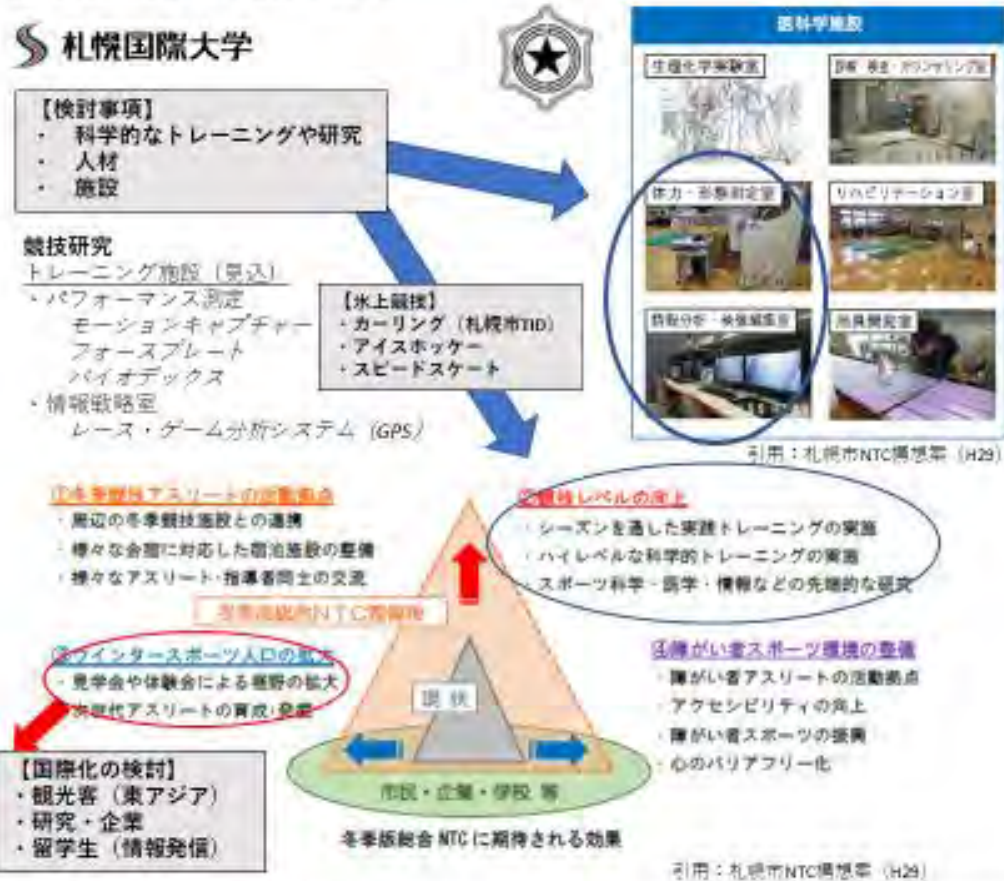 札幌国際大学
【検討事項】
・ 科学的なトレーニングや研究
・ 人材
・ 施設
競技研究
トレーニング施設（見込）
・パフォーマンス測定
モーションキャプチャー
フォースプレート
バイオデックス
・情報戦略室
レース・ゲーム分析システム（GPS）
【氷上競技】
・カーリング（札幌市TID）
・アイスホッケー
・スピードスケート
医科学施設
生理化学実験室
診察・検査・カウンセリング室
体力・形態測定室
リハビリテーション室
情報分析・映像編集室
用具開発室
引用：札幌市NTC構想案（H29）
①冬季競技アスリートの活動拠点
・周辺の冬季競技施設との連携
・様々な合宿に対応した宿泊施設の整備
・様々なアスリート・指導者同士の交流
②競技レベルの向上
・シーズンを通した実践トレーニングの実施
・ハイレベルな科学的トレーニングの実施
・スポーツ科学・医学・情報などの先端的な研究
冬季版総合NTC整備後
③ウインタースポーツ人口の拡大
・見学会や体験会による裾野の拡大
・次世代アスリートの育成・発掘
現状
市民・企業・学校 等
④障がい者スポーツ環境の整備
・障がい者アスリートの活動拠点
・アクセシビリティの向上
・障がい者スポーツの振興
・心のバリアフリー化
【国際化の検討】
・観光客（東アジア）
・研究・企業
・留学生（情報発信）
冬季版総合 NTC に期待される効果
引用：札幌市NTC構想案（H29）